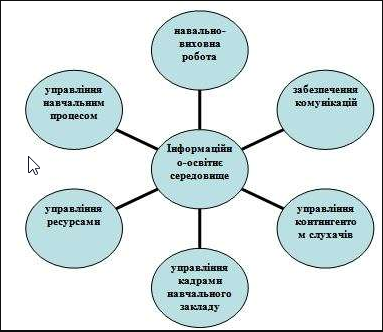 навально-
виховна
робота
управління
навчальним
процесом
забезпечення
комунікацій
Інформаційн
о-освітнє
середовище
управління
ресурсами
управління
контингенто
м слухачів
управління
кадрами
навчального
закладу